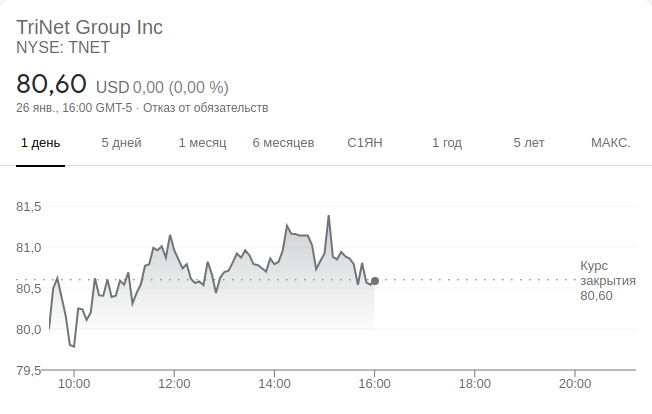 TriNet Group Inc
NYSE: TNET
80,60 USD 0,00 (0,00 %)
26 янв., 16:00 GMT-5 · Отказ от обязательств
1 день 5 дней 1 месяц 6 месяцев С1ЯН 1 год 5 лет МАКС.
81,5
81,0
Курс
закрытия
80,60
80,5
80,0
79,5
10:00 12:00 14:00 16:00 18:00 20:00